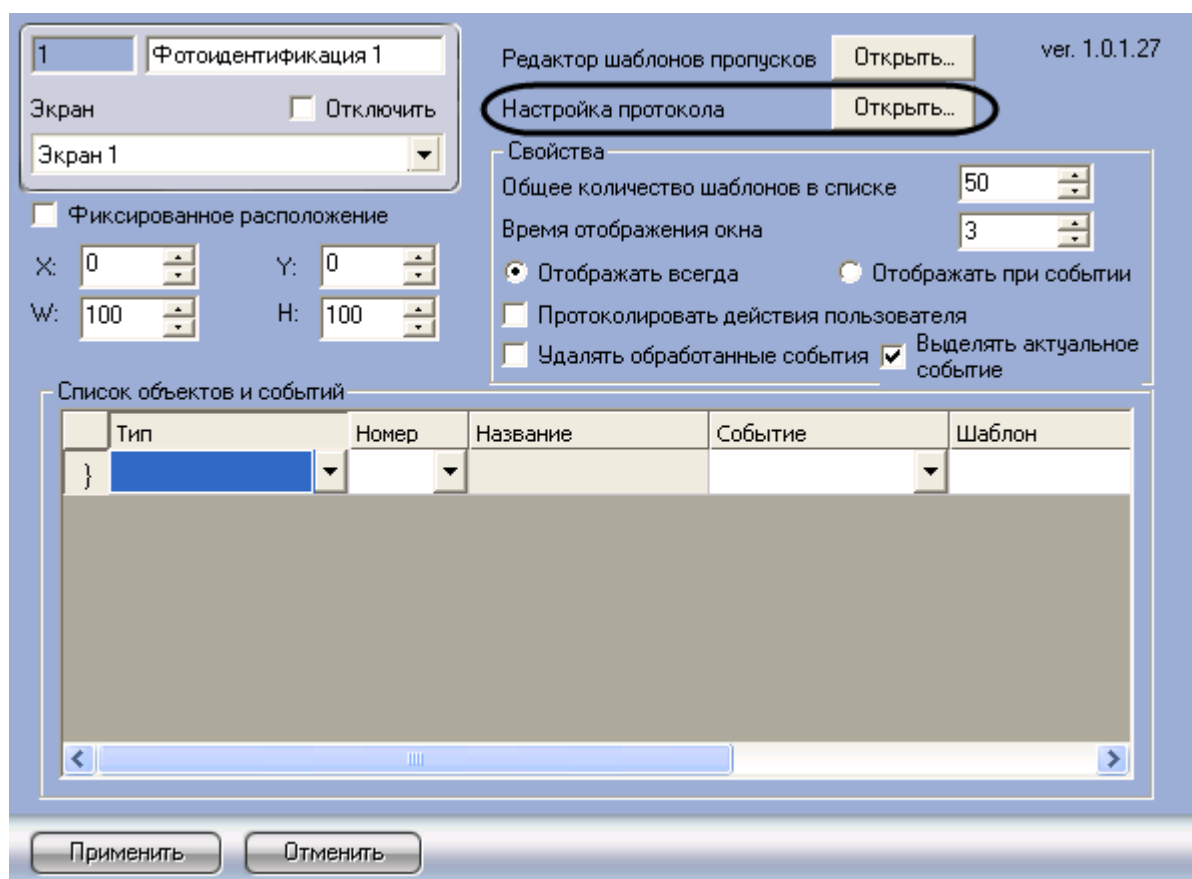 1 Фотоидентификация 1
Экран Отключить
Экран 1
Фиксированное расположение
X: 0 Y: 0
W: 100 H: 100
Редактор шаблонов пропусков Открыть...
ver. 1.0.1.27
Настройка протокола Открыть...
Свойства
Общее количество шаблонов в списке 50
Время отображения окна 3
Отображать всегда Отображать при событии
Протоколировать действия пользователя
Удалять обработанные события Выделять актуальное
событие
Список объектов и событий
Тип Номер Название Событие Шаблон
}
Применить Отменить